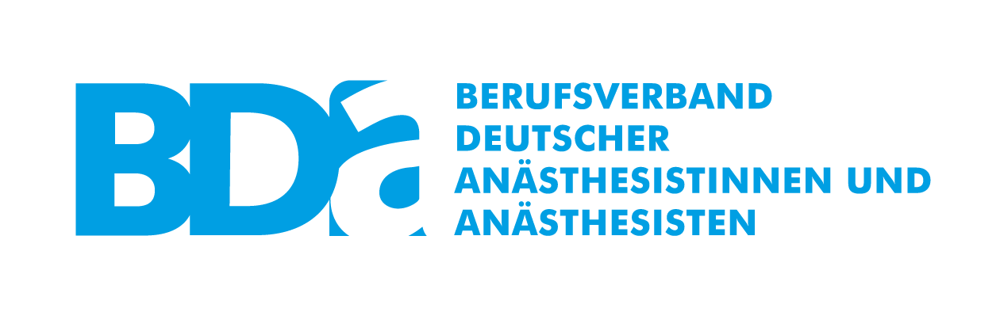 BDa
BERUFSVERBAND
DEUTSCHER
ANÄSTHESISTINNEN UND
ANÄSTHESISTEN